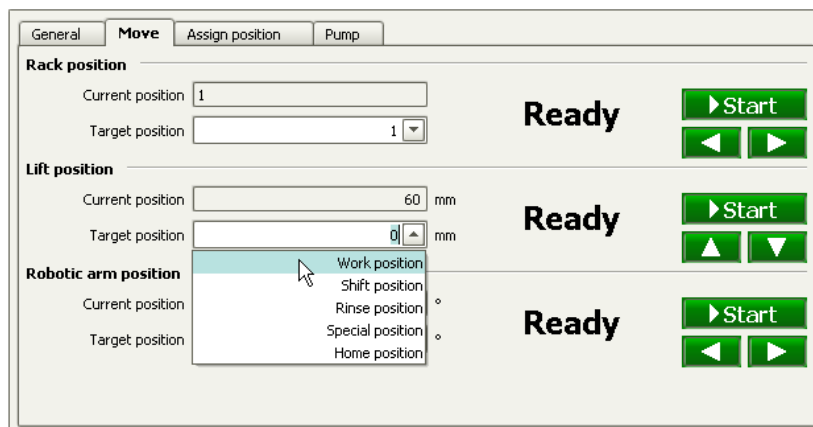 General Move Assign position Pump
Rack position
Current position 1
Target position 1
Ready
Start
Lift position
Current position 60 mm
Target position 0 mm
Ready
Start
Work position
Shift position
Rinse position
Special position
Home position
Robotic arm position
Current position °
Target position °
Ready
Start